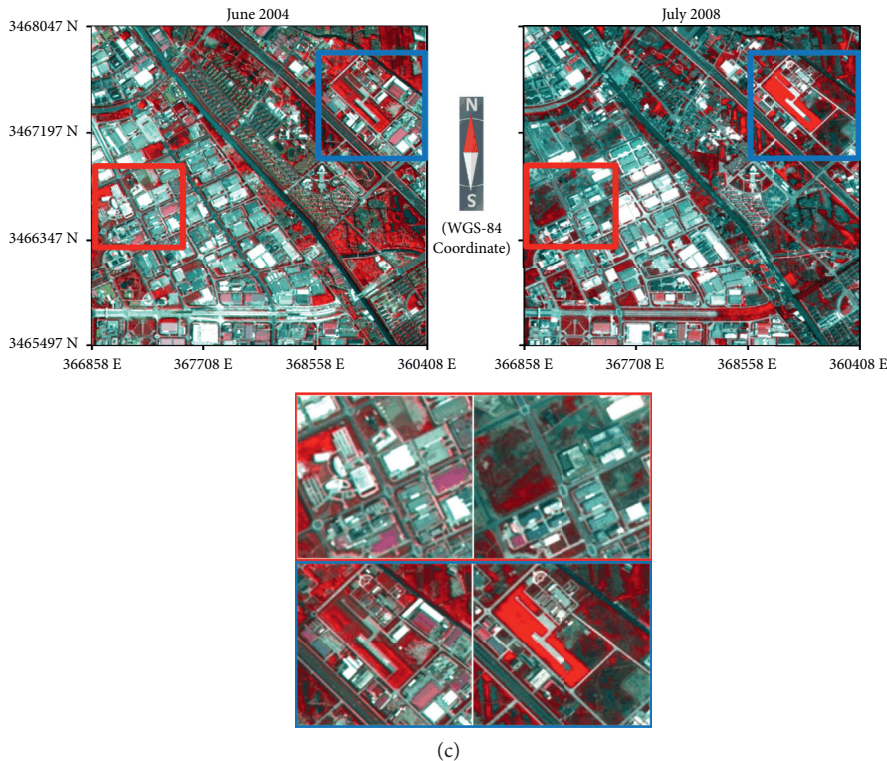 June 2004
July 2008
3468047 N
3467197 N
3466347 N
3465497 N
N
S
(WGS-84
Coordinate)
366858 E
367708 E
368558 E
360408 E
366858 E
367708 E
368558 E
360408 E
(c)